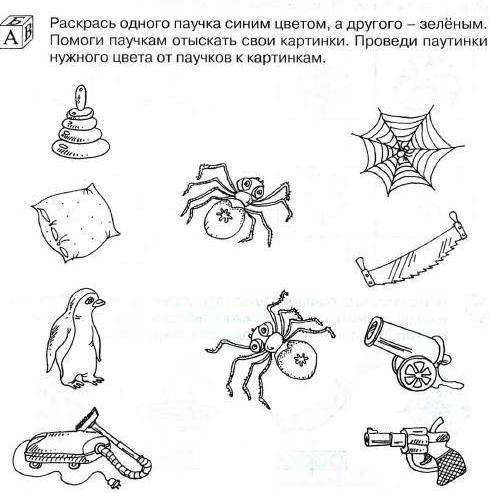 А
Раскрась одного паучка синим цветом, а другого – зелёным.
Помоги паучкам отыскать свои картинки. Проведи паутинки
нужного цвета от паучков к картинкам.